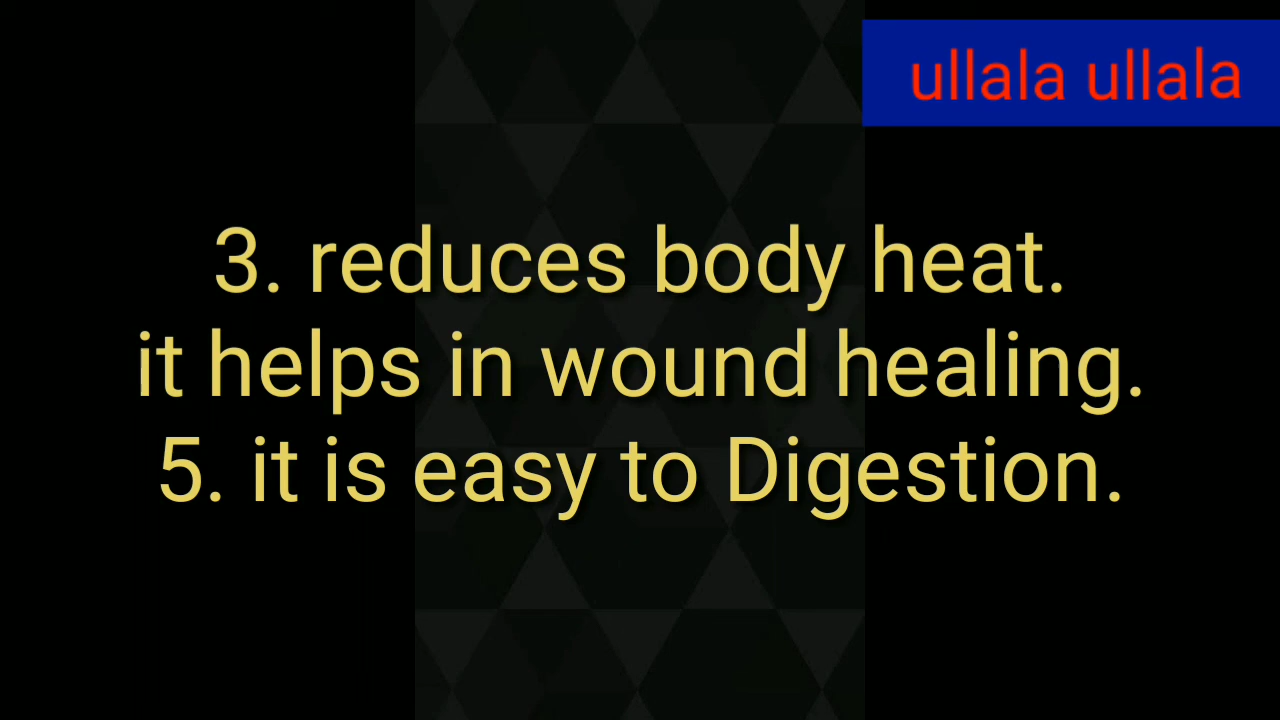 ullala ullala
3. reduces body heat.
it helps in wound healing.
5. it is easy to Digestion.